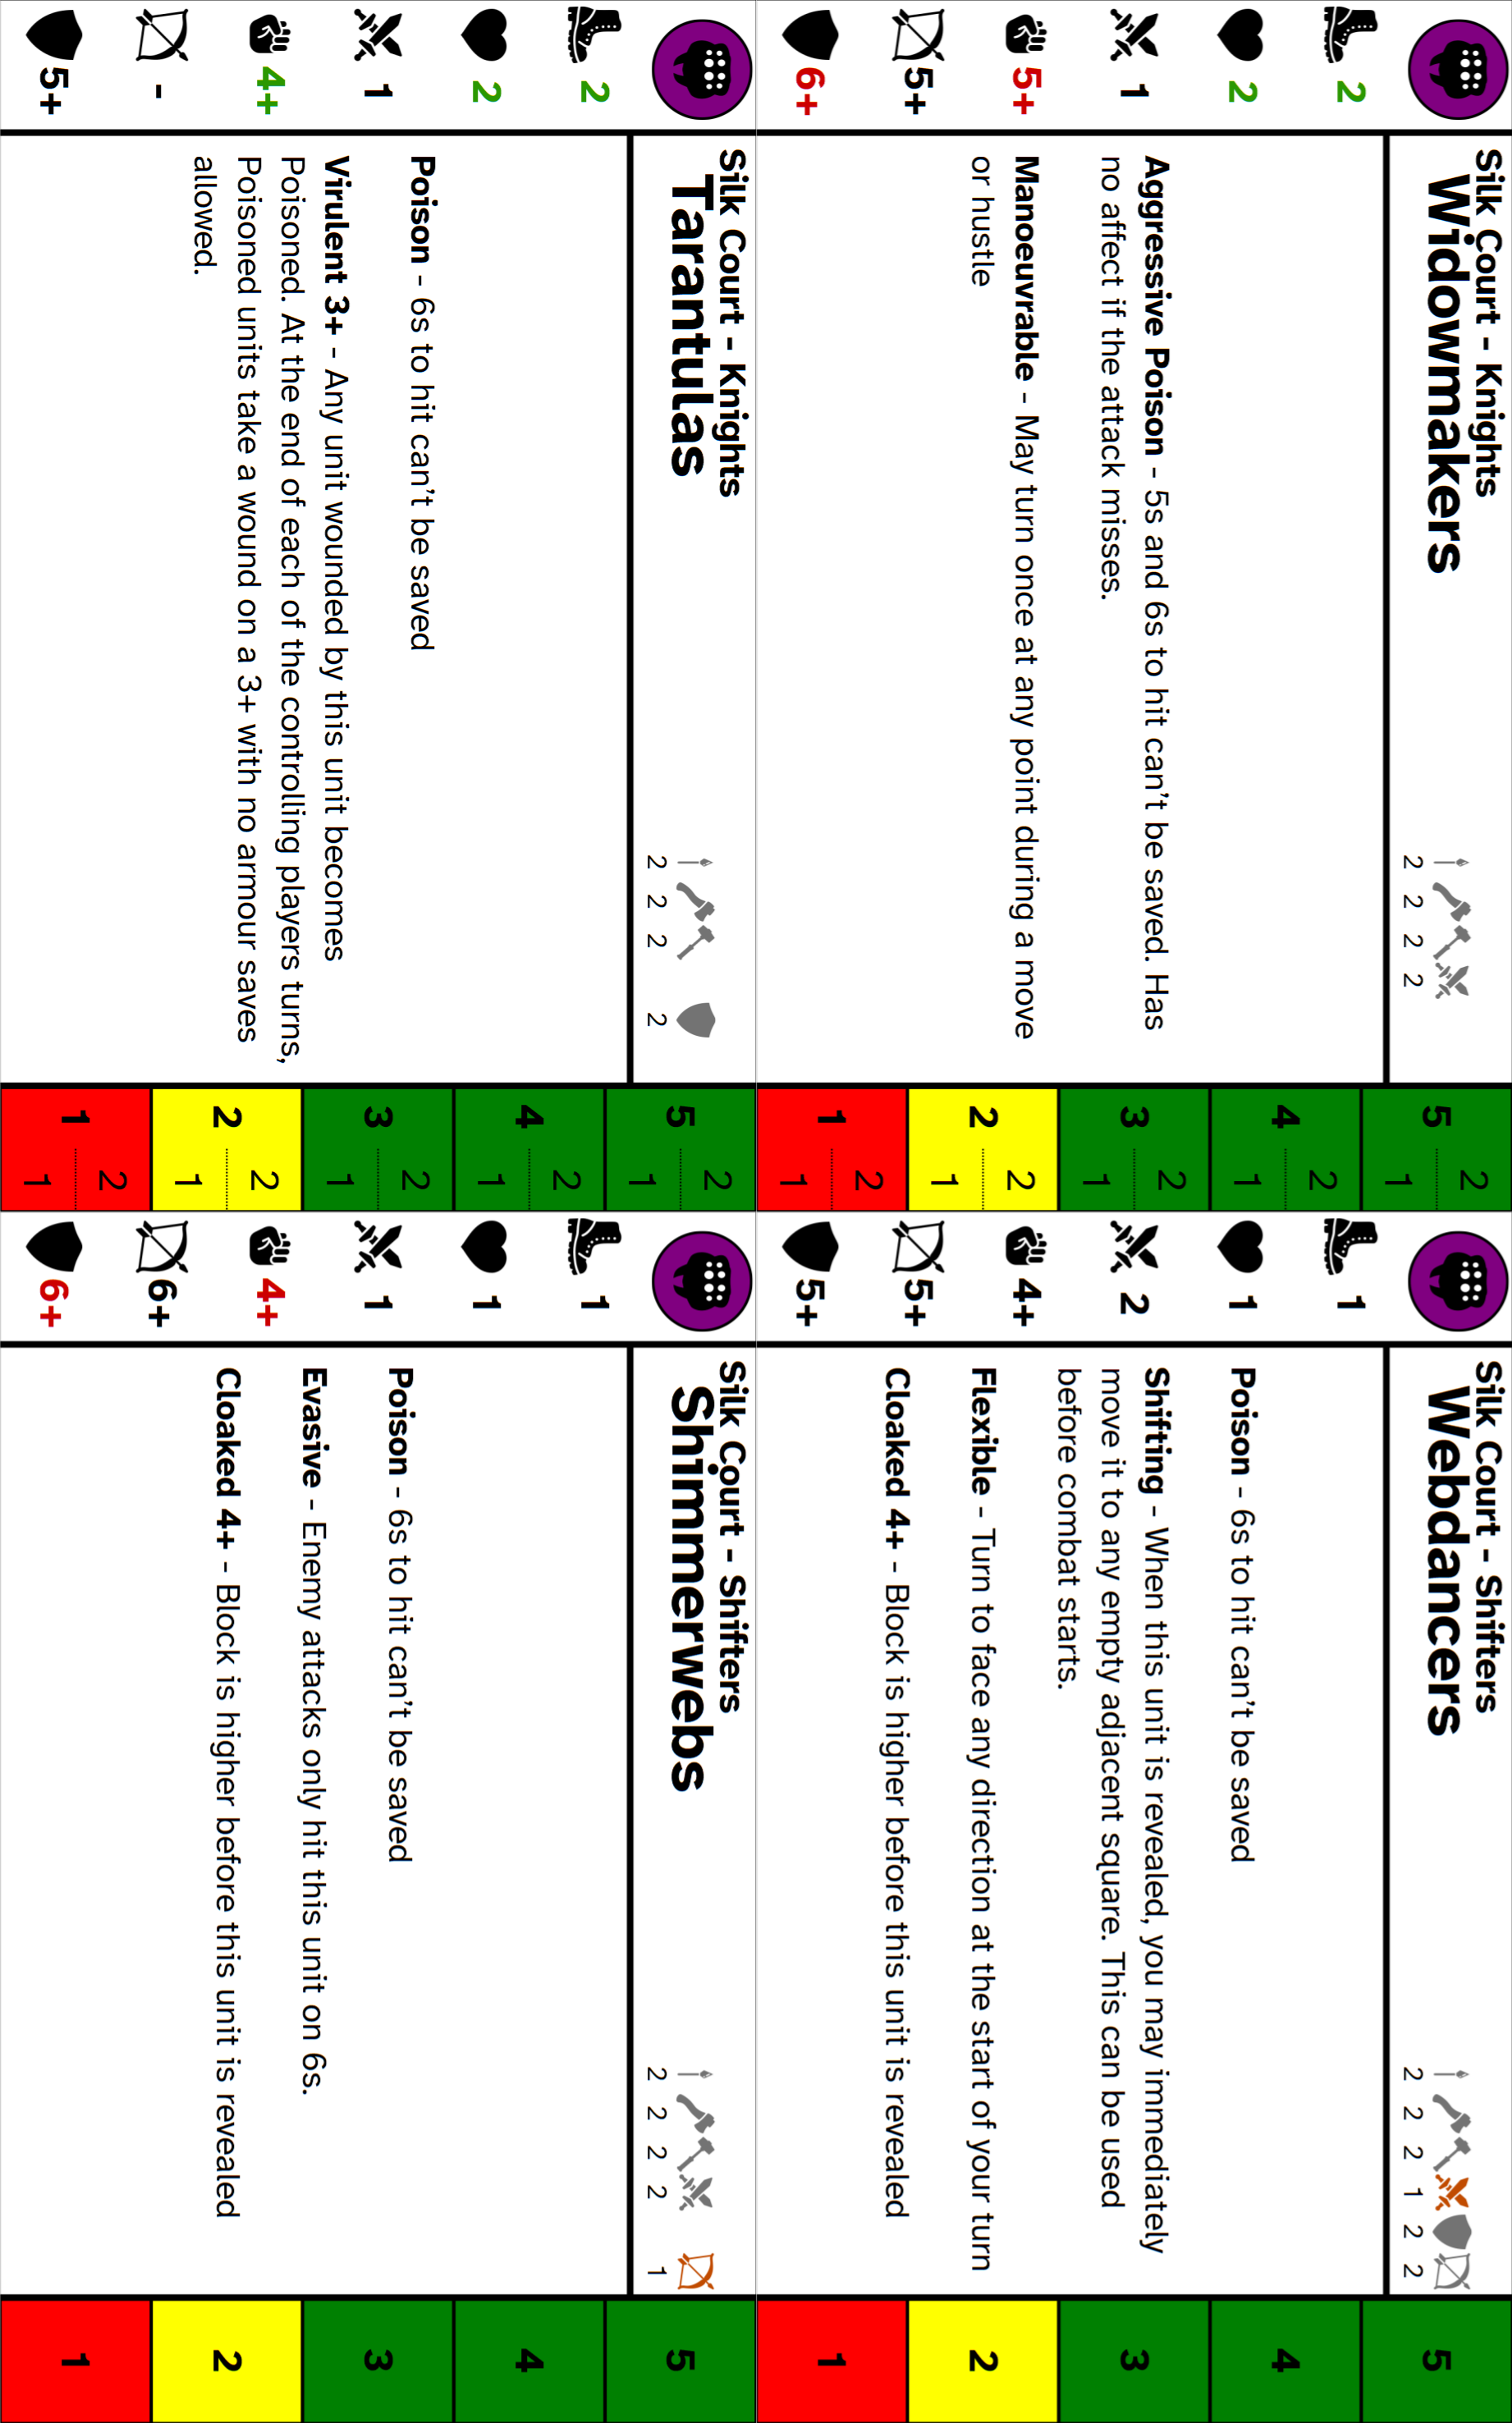 Silk Court - Knights
Widowmakers
2 2 2 2
2
2
1
5+
5+
6+
Aggressive Poison - 5s and 6s to hit can't be saved. Has
no affect if the attack misses.
Manoeuvrable - May turn once at any point during a move
or hustle
5 2 1
4 2 1
3 2 1
2 2 1
1 2 1
Silk Court - Shifters
Webdancers
2 2 2 1 2 2
1
1
2
4+
5+
5+
Poison - 6s to hit can't be saved
Shifting - When this unit is revealed, you may immediately
move it to any empty adjacent square. This can be used
before combat starts.
Flexible - Turn to face any direction at the start of your turn
Cloaked 4+ - Block is higher before this unit is revealed
5
4
3
2
1
Silk Court - Knights
Tarantulas
2 2 2 2
2
2
1
4+
-
5+
Poison - 6s to hit can't be saved
Virulent 3+ - Any unit wounded by this unit becomes
Poisoned. At the end of each of the controlling players turns,
Poisoned units take a wound on a 3+ with no armour saves
allowed.
5 2 1
4 2 1
3 2 1
2 2 1
1 2 1
Silk Court - Shifters
Shimmerwebs
2 2 2 2 1
1
1
1
4+
6+
6+
Poison - 6s to hit can't be saved
Evasive - Enemy attacks only hit this unit on 6s.
Cloaked 4+ - Block is higher before this unit is revealed
5
4
3
2
1